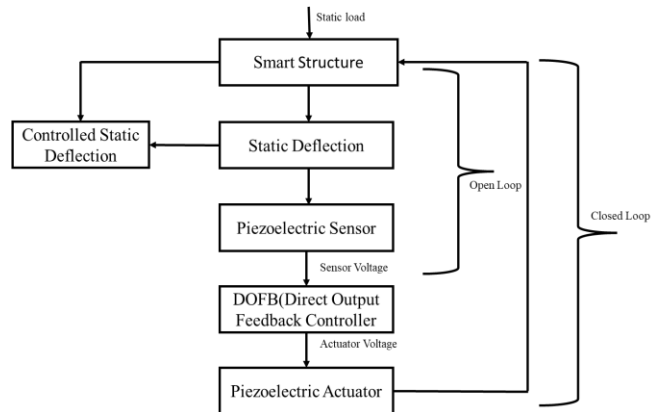 Static load
Smart Structure
Controlled Static
Deflection
Static Deflection
Open Loop
Closed Loop
Piezoelectric Sensor
Sensor Voltage
DOFB(Direct Output
Feedback Controller
Actuator Voltage
Piezoelectric Actuator